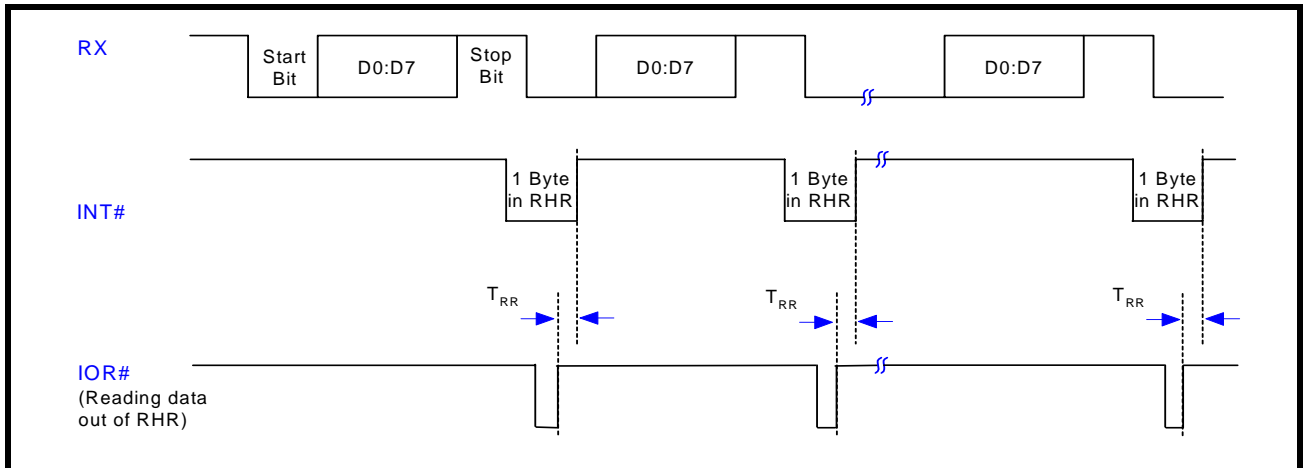 RX
Start
Bit
D0:D7
Stop
Bit
D0:D7
D0:D7
INT#
1 Byte
in RHR
1 Byte
in RHR
1 Byte
in RHR
TRR
TRR
TRR
IOR#
(Reading data
out of RHR)